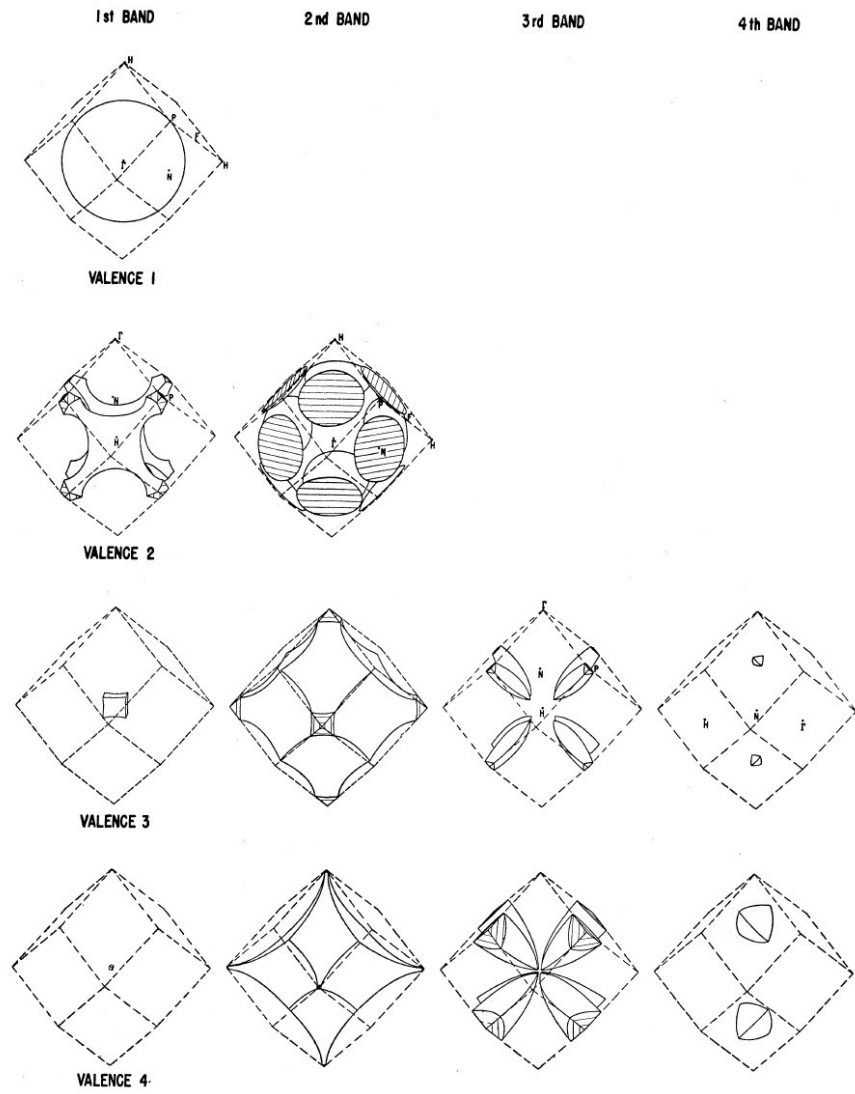 1st BAND
2nd BAND
3rd BAND
4th BAND
H
P
Γ
N
H
VALENCE 1
Γ
N
P
H
VALENCE 2
H
P
Γ
N
H
VALENCE 3
Γ
N
P
H
H
N
Γ
VALENCE 4